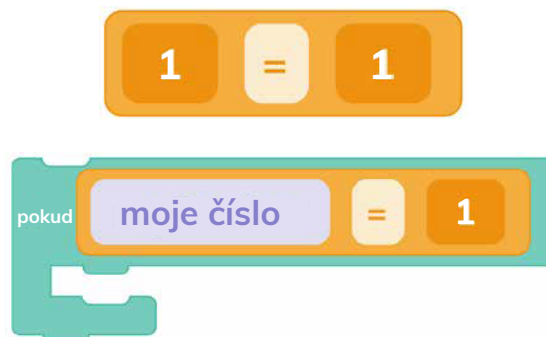 1 = 1
pokud moje číslo = 1